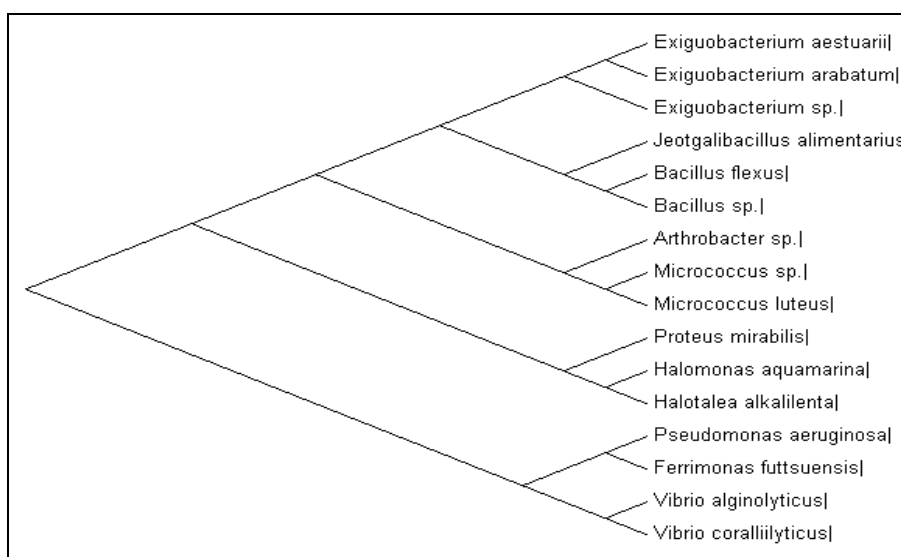 Exiguobacterium aestuarii|
Exiguobacterium arabatum|
Exiguobacterium sp.|
Jeotgalibacillus alimentarius
Bacillus flexus|
Bacillus sp.|
Arthrobacter sp.|
Micrococcus sp.|
Micrococcus luteus|
Proteus mirabilis|
Halomonas aquamarina|
Halotalea alkalilenta|
Pseudomonas aeruginosa|
Ferrimonas futtsuensis|
Vibrio alginolyticus|
Vibrio coralliilyticus|